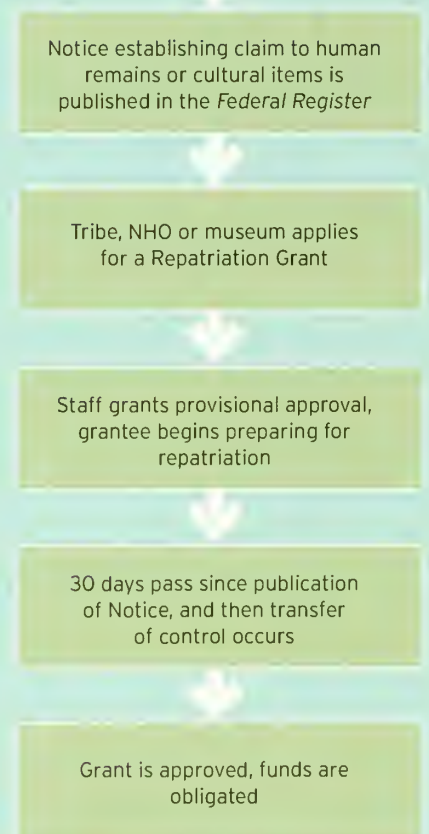 Notice establishing claim to human
remains or cultural items is
published in the Federal Register
Tribe, NHO or museum applies
for a Repatriation Grant
Staff grants provisional approval,
grantee begins preparing for
repatriation
30 days pass since publication
of Notice, and then transfer
of control occurs
Grant is approved, funds are
obligated